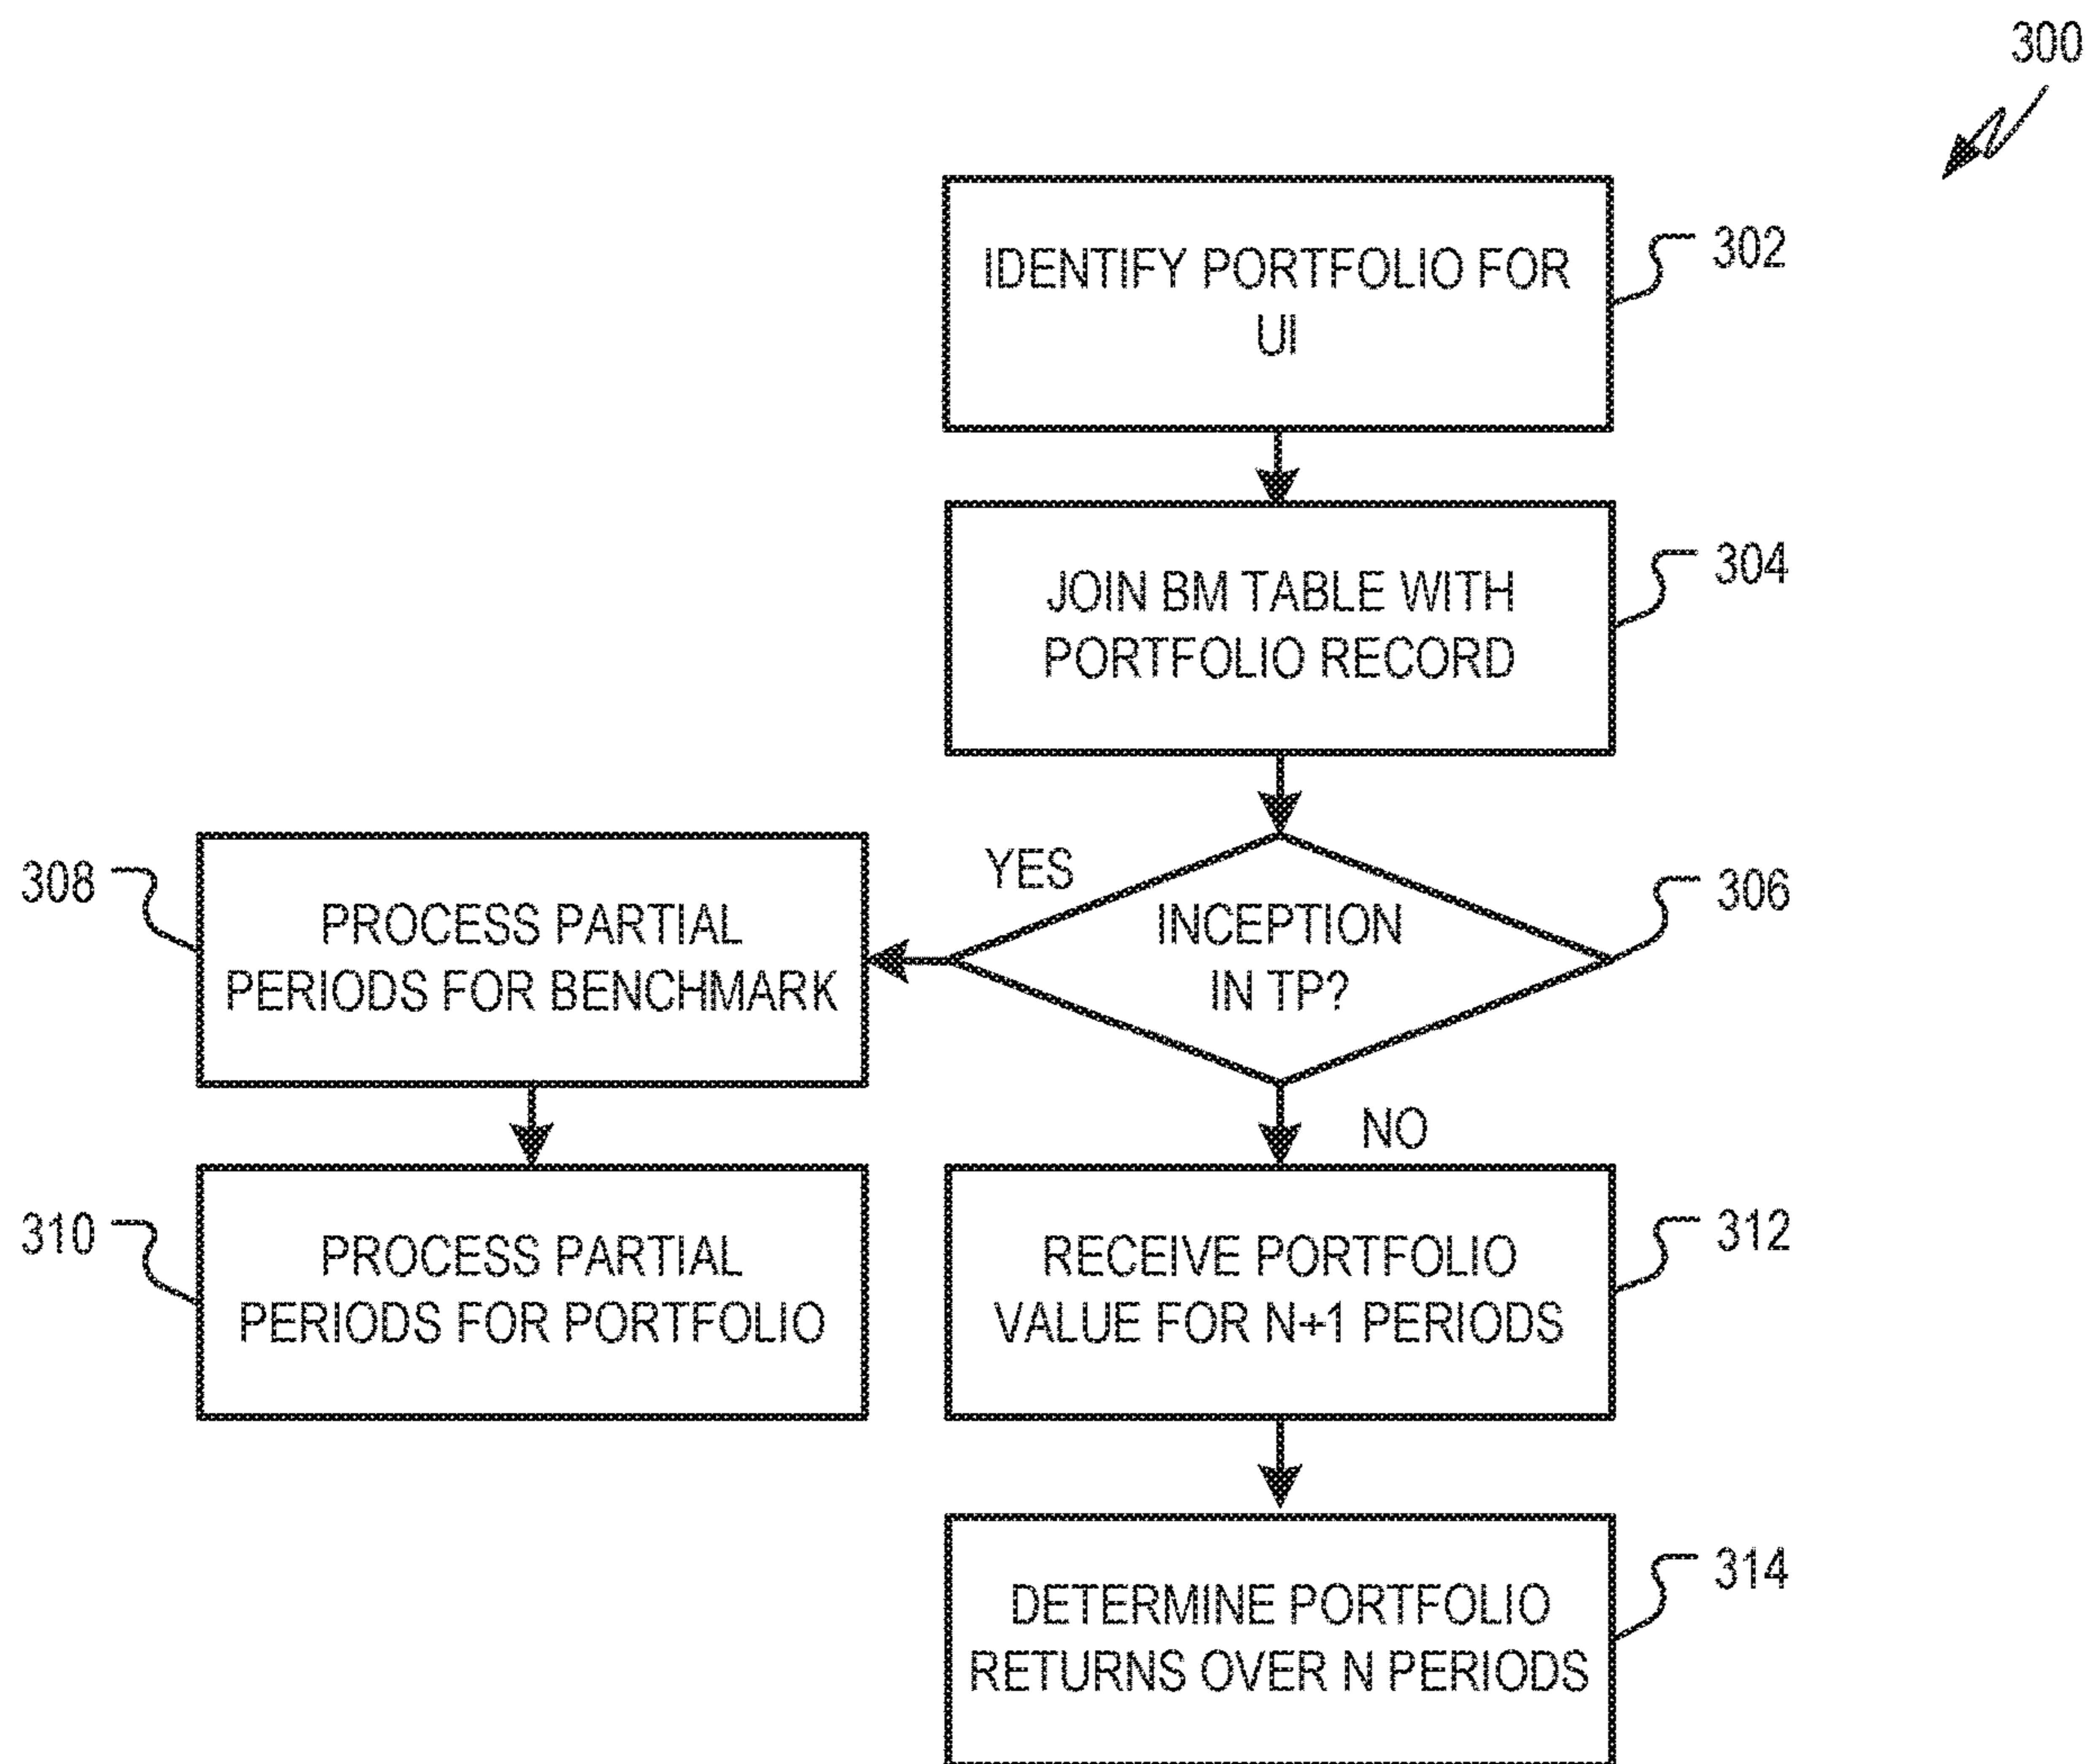 300
IDENTIFY PORTFOLIO FOR
UI
302
JOIN BM TABLE WITH
PORTFOLIO RECORD
304
YES
INCEPTION
IN TP?
306
308
PROCESS PARTIAL
PERIODS FOR BENCHMARK
NO
310
PROCESS PARTIAL
PERIODS FOR PORTFOLIO
RECEIVE PORTFOLIO
VALUE FOR N+1 PERIODS
312
DETERMINE PORTFOLIO
RETURNS OVER N PERIODS
314